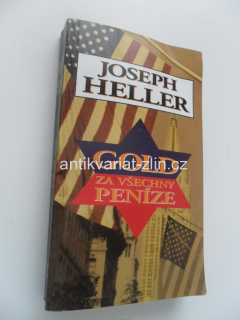 JOSEPH
HELLER
GOLD
antikvariat-zlin.cz
ZA VŠECHNY
PENÍZE